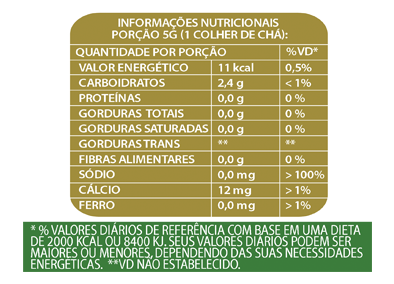 INFORMAÇÕES NUTRICIONAIS
PORÇÃO 5G (1 COLHER DE CHÁ):
QUANTIDADE POR PORÇÃO %VD*
VALOR ENERGÉTICO 11 kcal 0,5%
CARBOIDRATOS 2,4 g < 1%
PROTEÍNAS 0,0 g 0 %
GORDURAS TOTAIS 0,0 g 0 %
GORDURAS SATURADAS 0,0 g 0 %
GORDURAS TRANS ** **
FIBRAS ALIMENTARES 0,0 g 0 %
SÓDIO 0,0 mg > 100%
CÁLCIO 12 mg > 1%
FERRO 0,0 mg > 1%
* % VALORES DIÁRIOS DE REFERÊNCIA COM BASE EM UMA DIETA
DE 2000 KCAL OU 8400 KJ. SEUS VALORES DIÁRIOS PODEM SER
MAIORES OU MENORES, DEPENDENDO DAS SUAS NECESSIDADES
ENERGÉTICAS. **VD NÃO ESTABELECIDO.